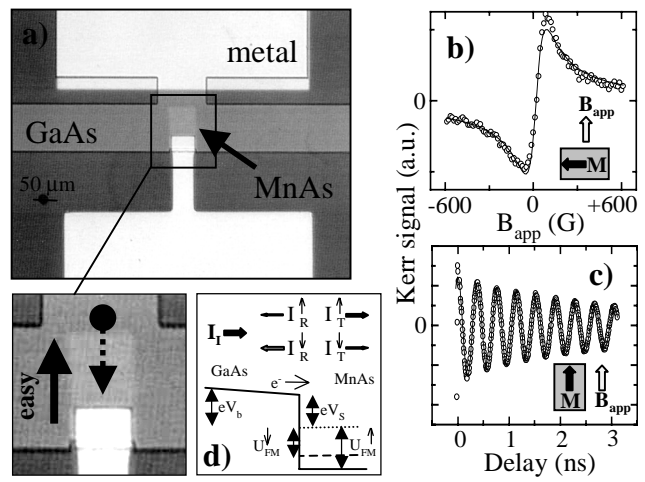 a)
metal
GaAs
MnAs
50 μm
easy
I_I
I_R^↑ I_T^↑
I_R^↓ I_T^↓
GaAs e⁻ MnAs
eV_b eV_S
U_FM^↓ U_FM^↑
d)
b)
0
B_app
M
-600 0 +600
B_app (G)
Kerr signal (a.u.)
c)
0
M B_app
0 1 2 3
Delay (ns)